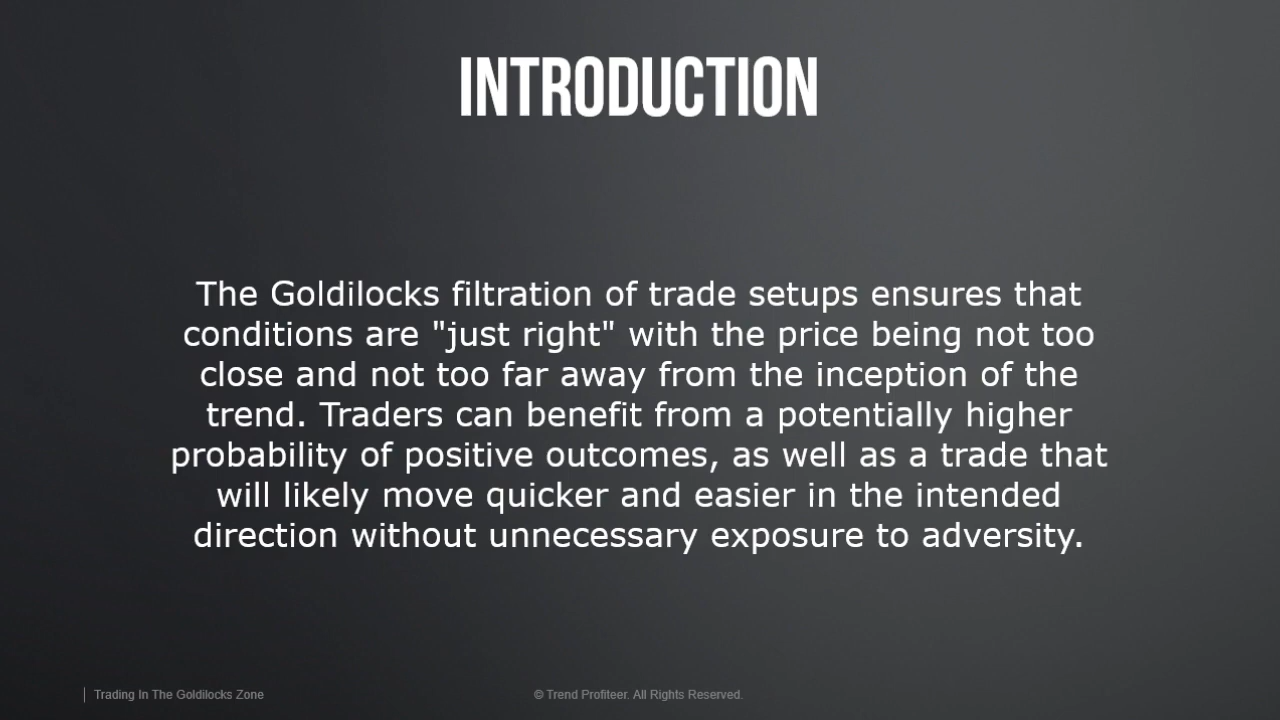 INTRODUCTION
The Goldilocks filtration of trade setups ensures that
conditions are "just right" with the price being not too
close and not too far away from the inception of the
trend. Traders can benefit from a potentially higher
probability of positive outcomes, as well as a trade that
will likely move quicker and easier in the intended
direction without unnecessary exposure to adversity.
Trading In The Goldilocks Zone
© Trend Profiteer. All Rights Reserved.